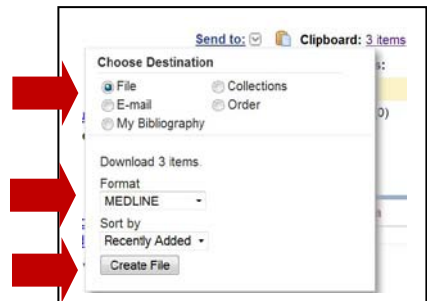 Send to: Clipboard: 3 items
Choose Destination
File Collections
E-mail Order
My Bibliography
Download 3 items.
Format
MEDLINE
Sort by
Recently Added
Create File